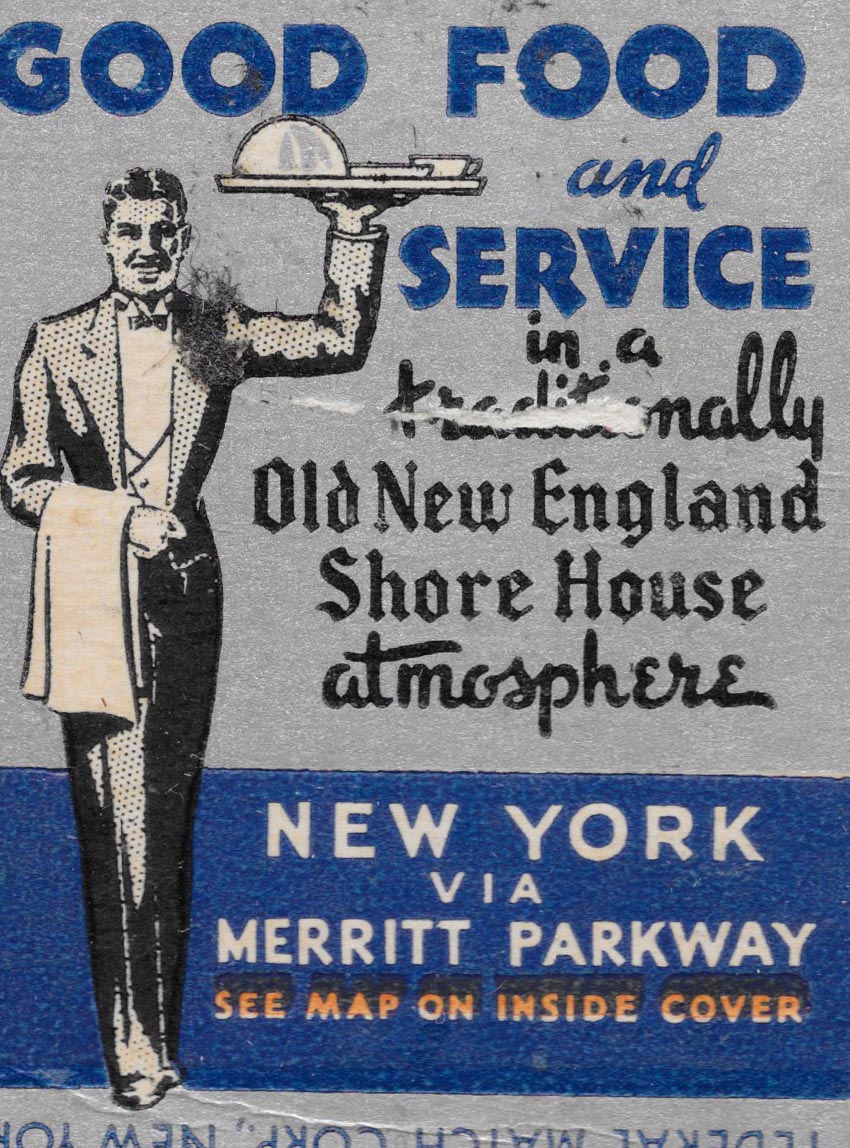 GOOD FOOD
and
SERVICE
in a
traditionally
Old New England
Shore House
atmosphere
NEW YORK
VIA
MERRITT PARKWAY
SEE MAP ON INSIDE COVER
FEDERAL MATCH CORP., NEW YOR